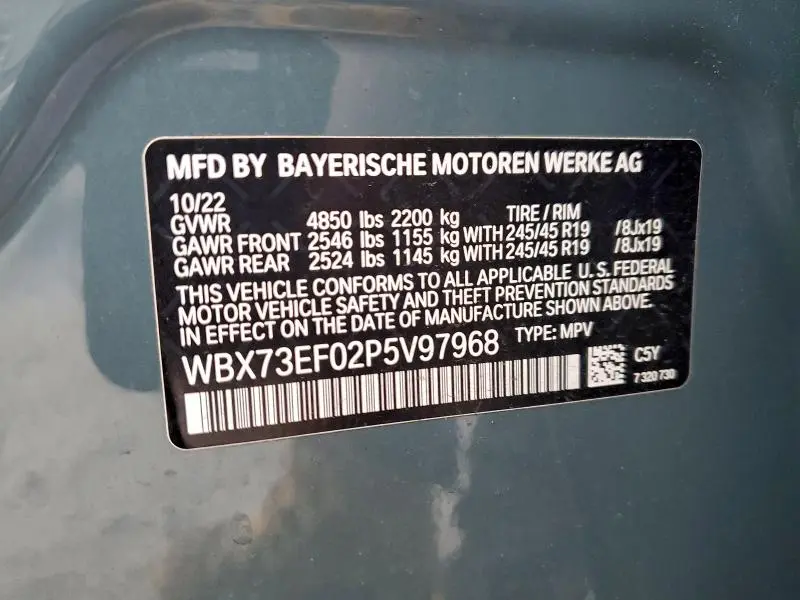 MFD BY BAYERISCHE MOTOREN WERKE AG
10/22
GVWR 4850 lbs 2200 kg TIRE / RIM
GAWR FRONT 2546 lbs 1155 kg WITH 245/45 R19 /8Jx19
GAWR REAR 2524 lbs 1145 kg WITH 245/45 R19 /8Jx19
THIS VEHICLE CONFORMS TO ALL APPLICABLE U.S. FEDERAL
MOTOR VEHICLE SAFETY AND THEFT PREVENTION STANDARDS
IN EFFECT ON THE DATE OF MANUFACTURE SHOWN ABOVE.
WBX73EF02P5V97968 TYPE: MPV
C5Y
7 320 730